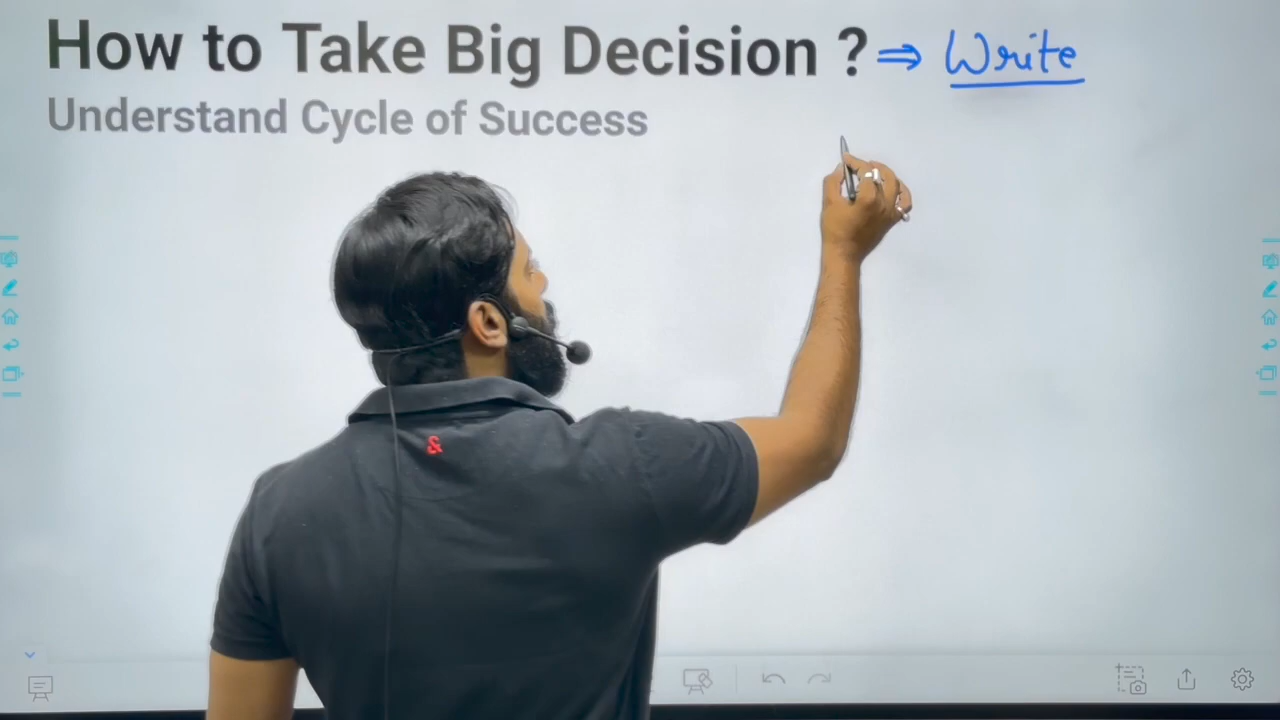 How to Take Big Decision ? ⇒ Write
Understand Cycle of Success
&